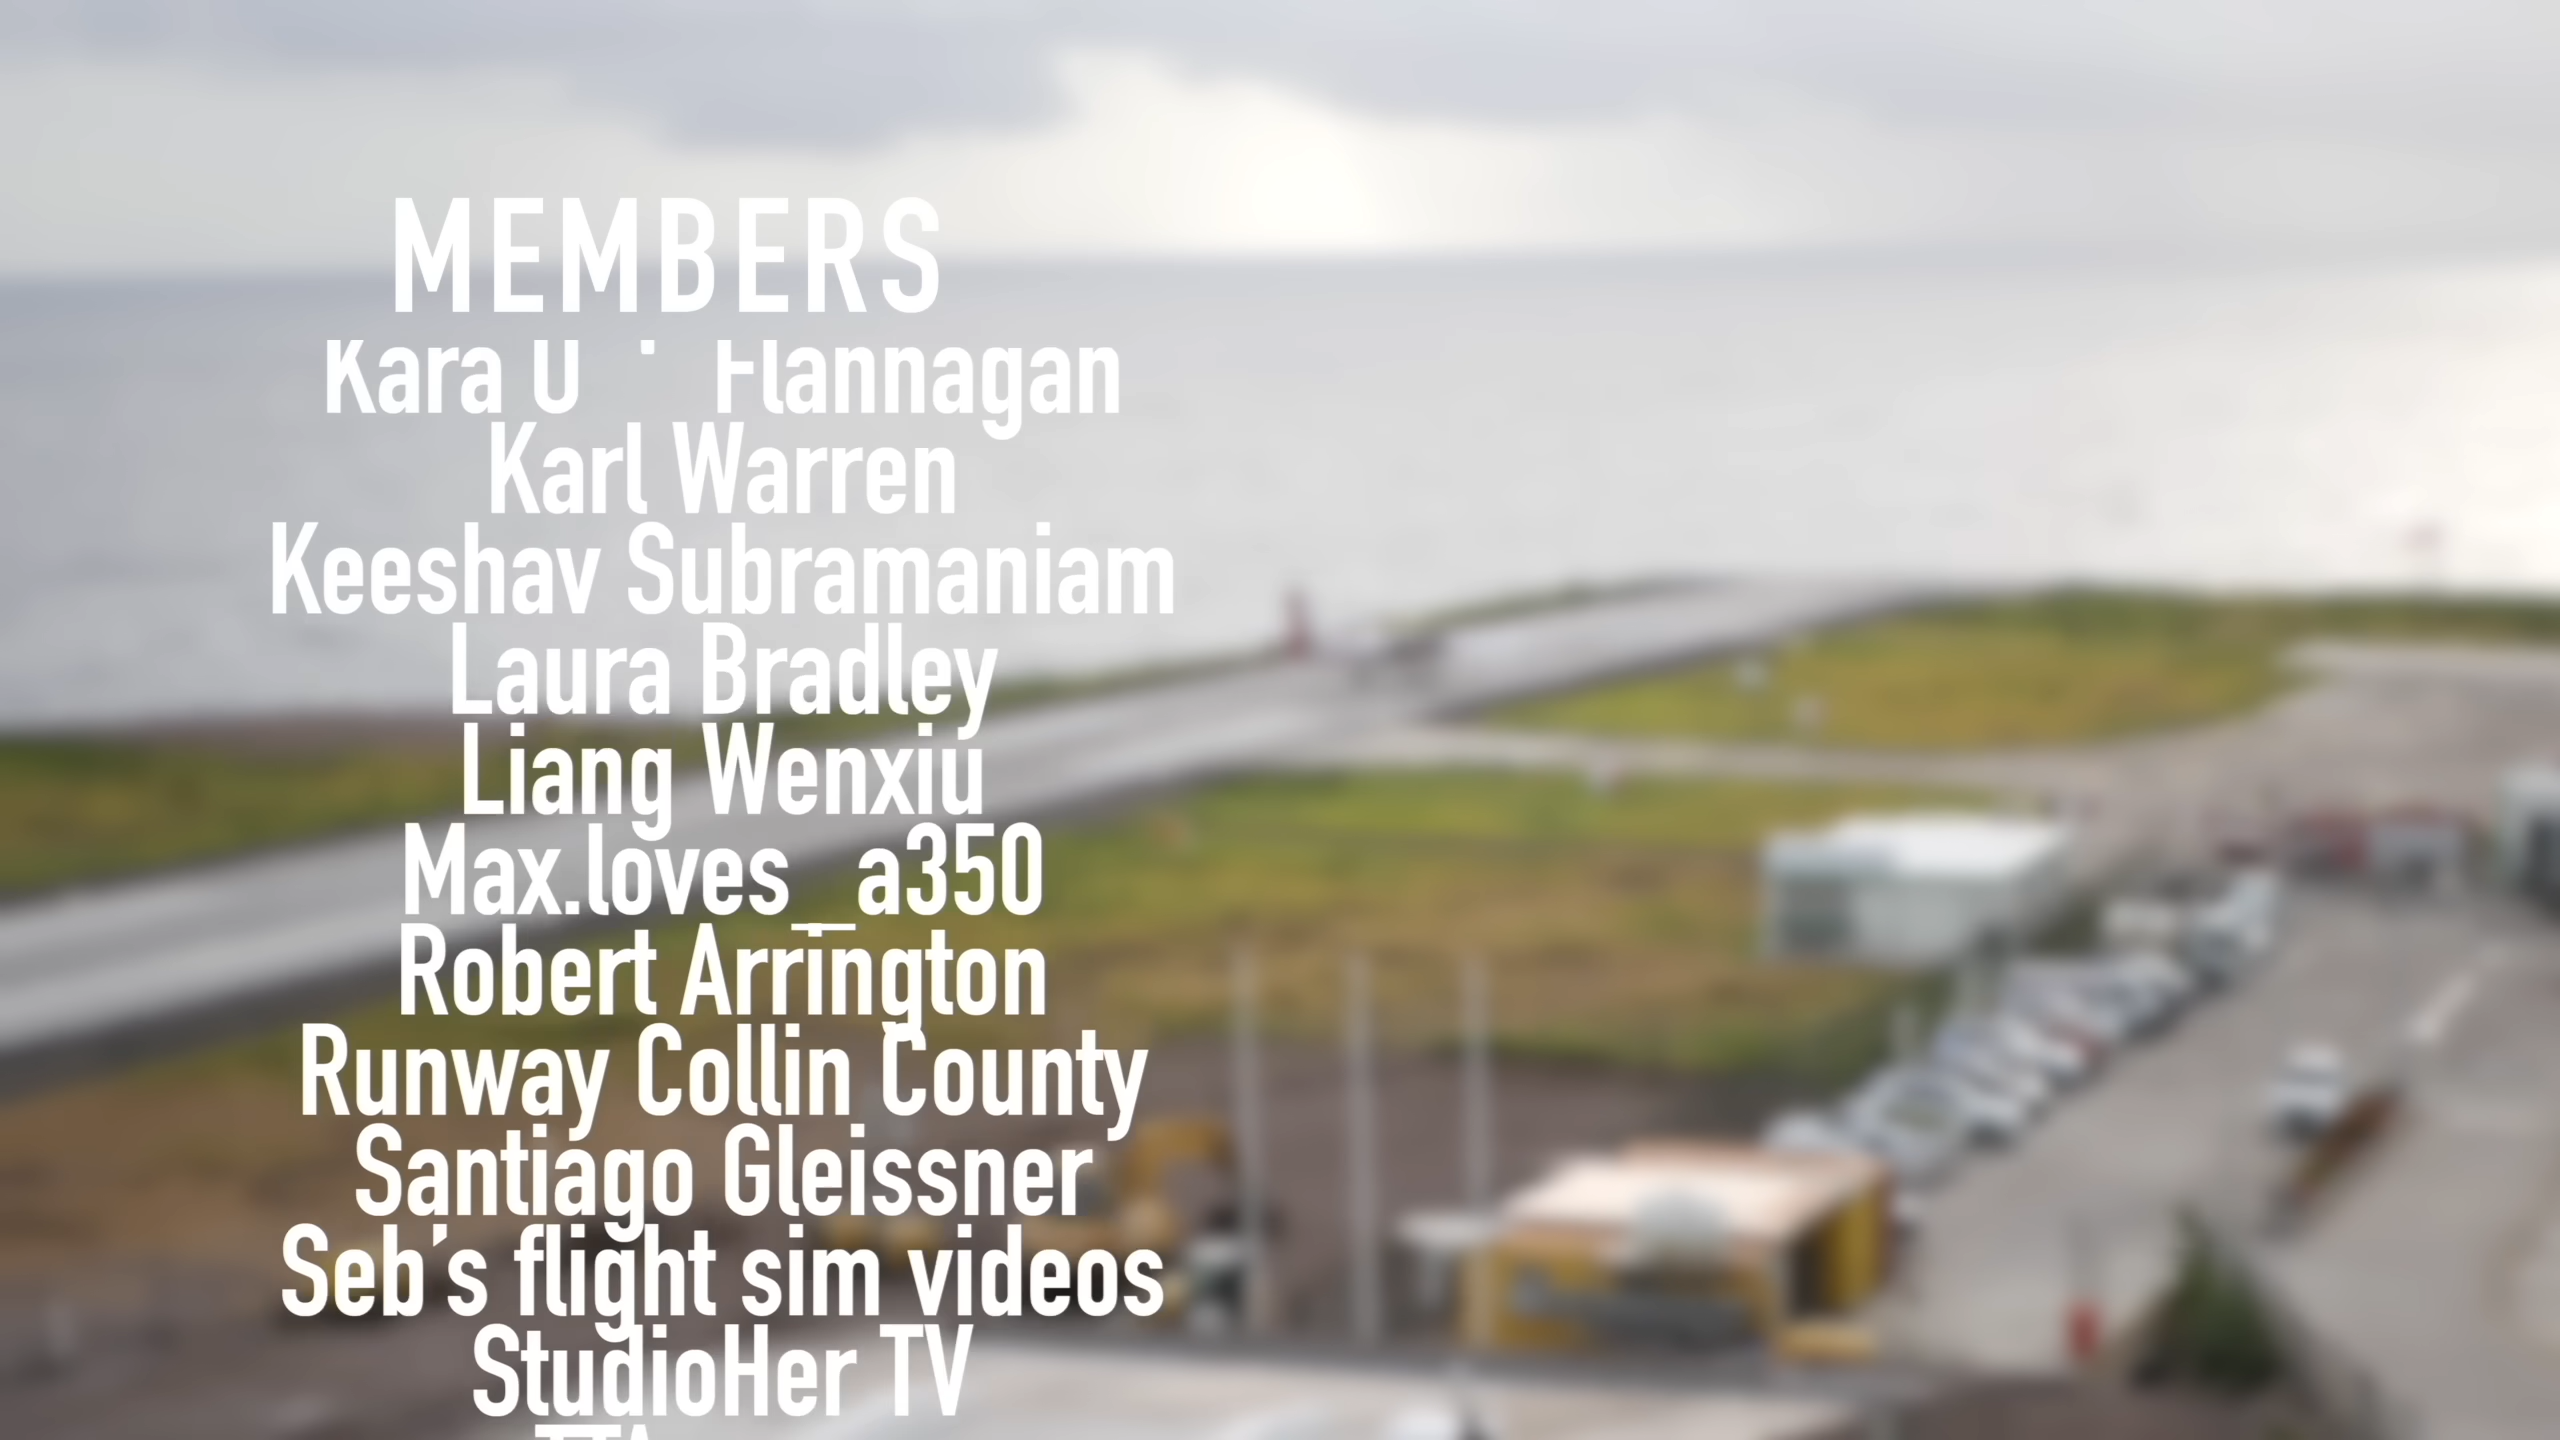 MEMBERS
Kara O ' Flannagan
Karl Warren
Keeshav Subramaniam
Laura Bradley
Liang Wenxiu
Max.loves_a350
Robert Arrington
Runway Collin County
Santiago Gleissner
Seb's flight sim videos
StudioHer TV